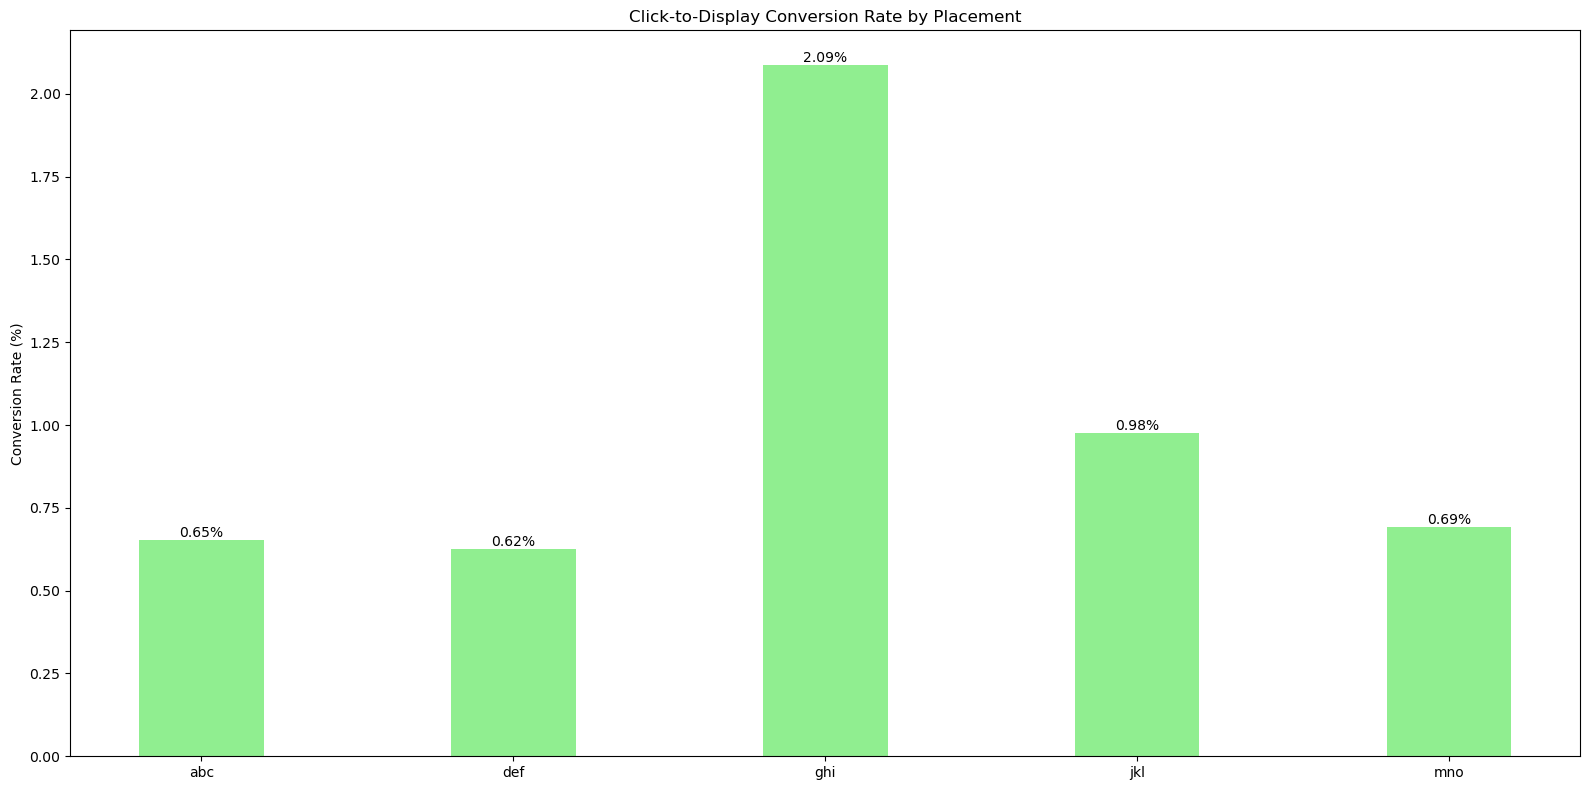 Click-to-Display Conversion Rate by Placement
Conversion Rate (%)
2.00
1.75
1.50
1.25
1.00
0.75
0.50
0.25
0.00
0.65%
0.62%
2.09%
0.98%
0.69%
abc
def
ghi
jkl
mno